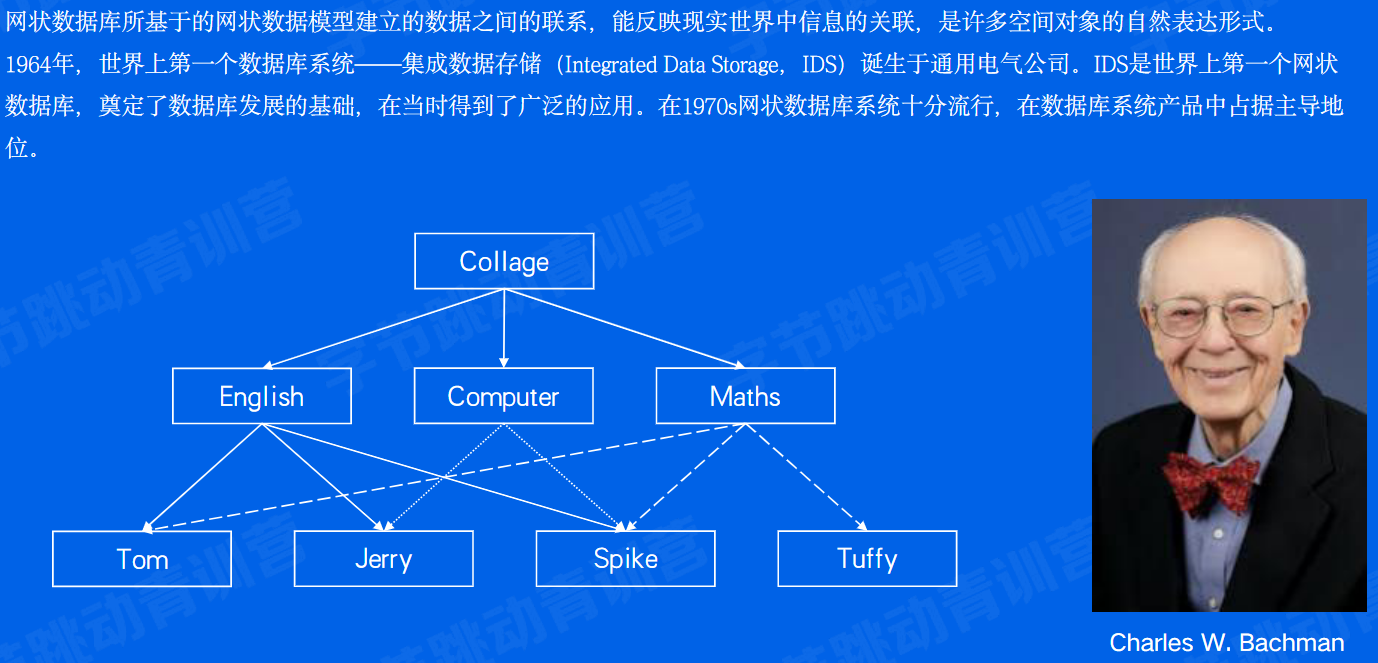 网状数据库所基于的网状数据模型建立的数据之间的联系，能反映现实世界中信息的关联，是许多空间对象的自然表达形式。
1964年，世界上第一个数据库系统——集成数据存储（Integrated Data Storage，IDS）诞生于通用电气公司。IDS是世界上第一个网状
数据库，奠定了数据库发展的基础，在当时得到了广泛的应用。在1970s网状数据库系统十分流行，在数据库系统产品中占据主导地
位。
Collage
English
Computer
Maths
Tom
Jerry
Spike
Tuffy
Charles W. Bachman
字节跳动青训营